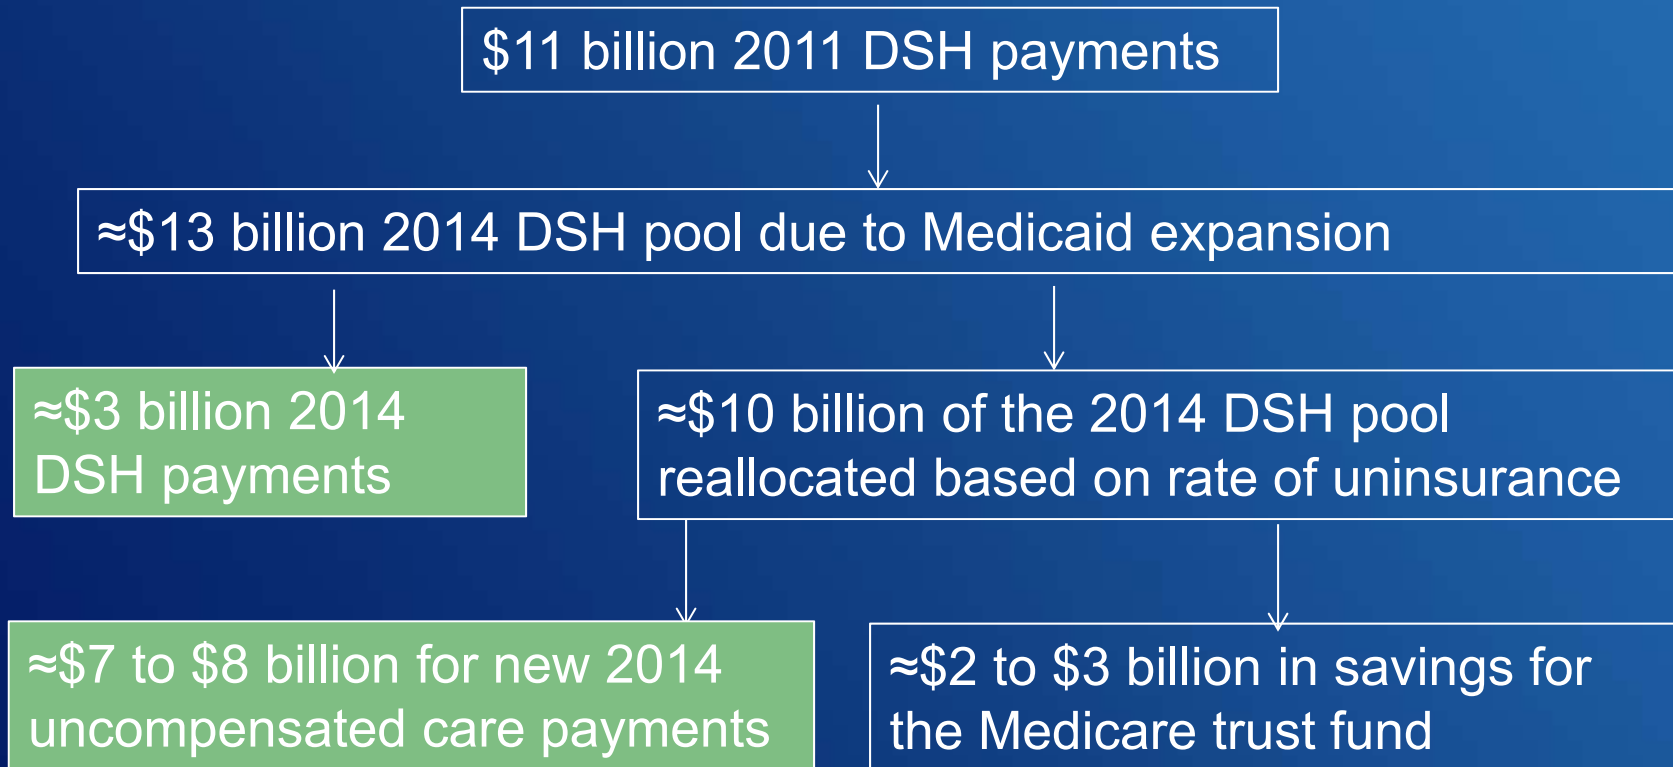 $11 billion 2011 DSH payments
≈$13 billion 2014 DSH pool due to Medicaid expansion
≈$3 billion 2014
DSH payments
≈$10 billion of the 2014 DSH pool
reallocated based on rate of uninsurance
≈$7 to $8 billion for new 2014
uncompensated care payments
≈$2 to $3 billion in savings for
the Medicare trust fund